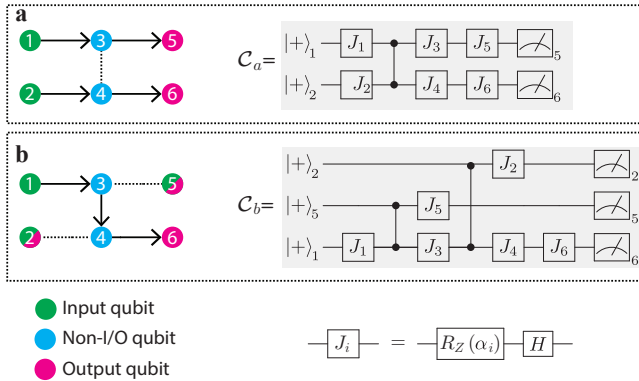 a
1 3 5
2 4 6
C_a= |+⟩_1 J_1 J_3 J_5 5
|+⟩_2 J_2 J_4 J_6 6
b
1 3 5
2 4 6
C_b= |+⟩_2 J_2 2
|+⟩_5 J_5 5
|+⟩_1 J_1 J_3 J_4 J_6 6
Input qubit
Non-I/O qubit
Output qubit
J_i = R_Z (α_i) H